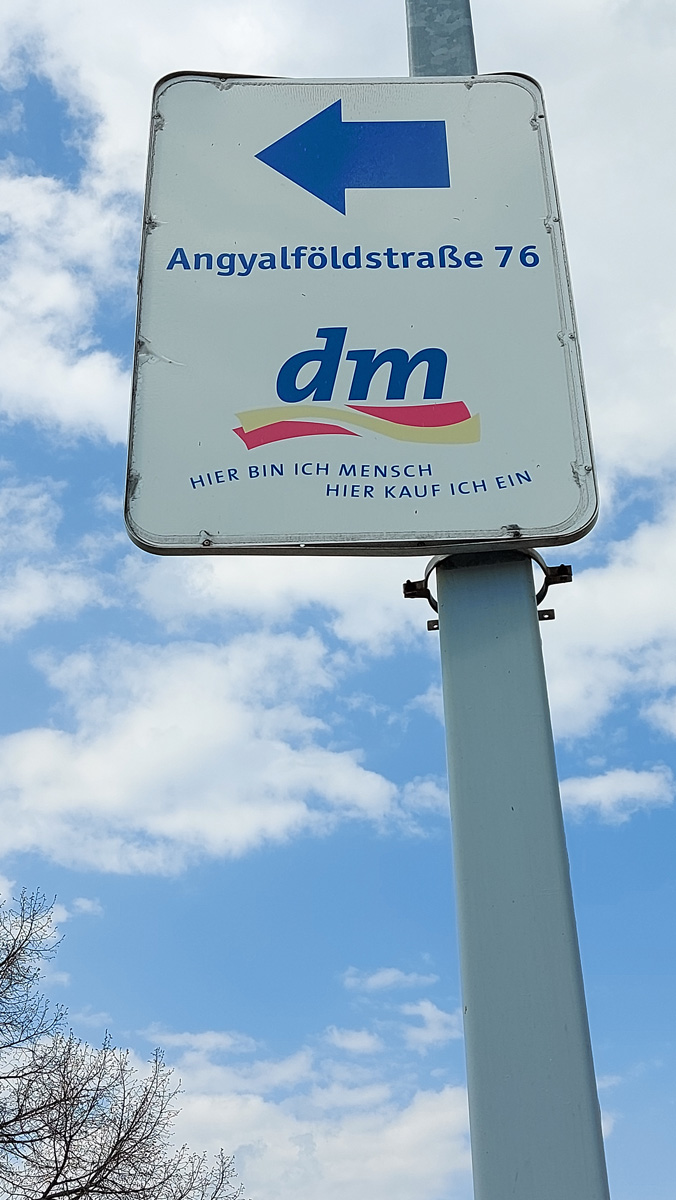 Angyalföldstraße 76
dm
HIER BIN ICH MENSCH
HIER KAUF ICH EIN